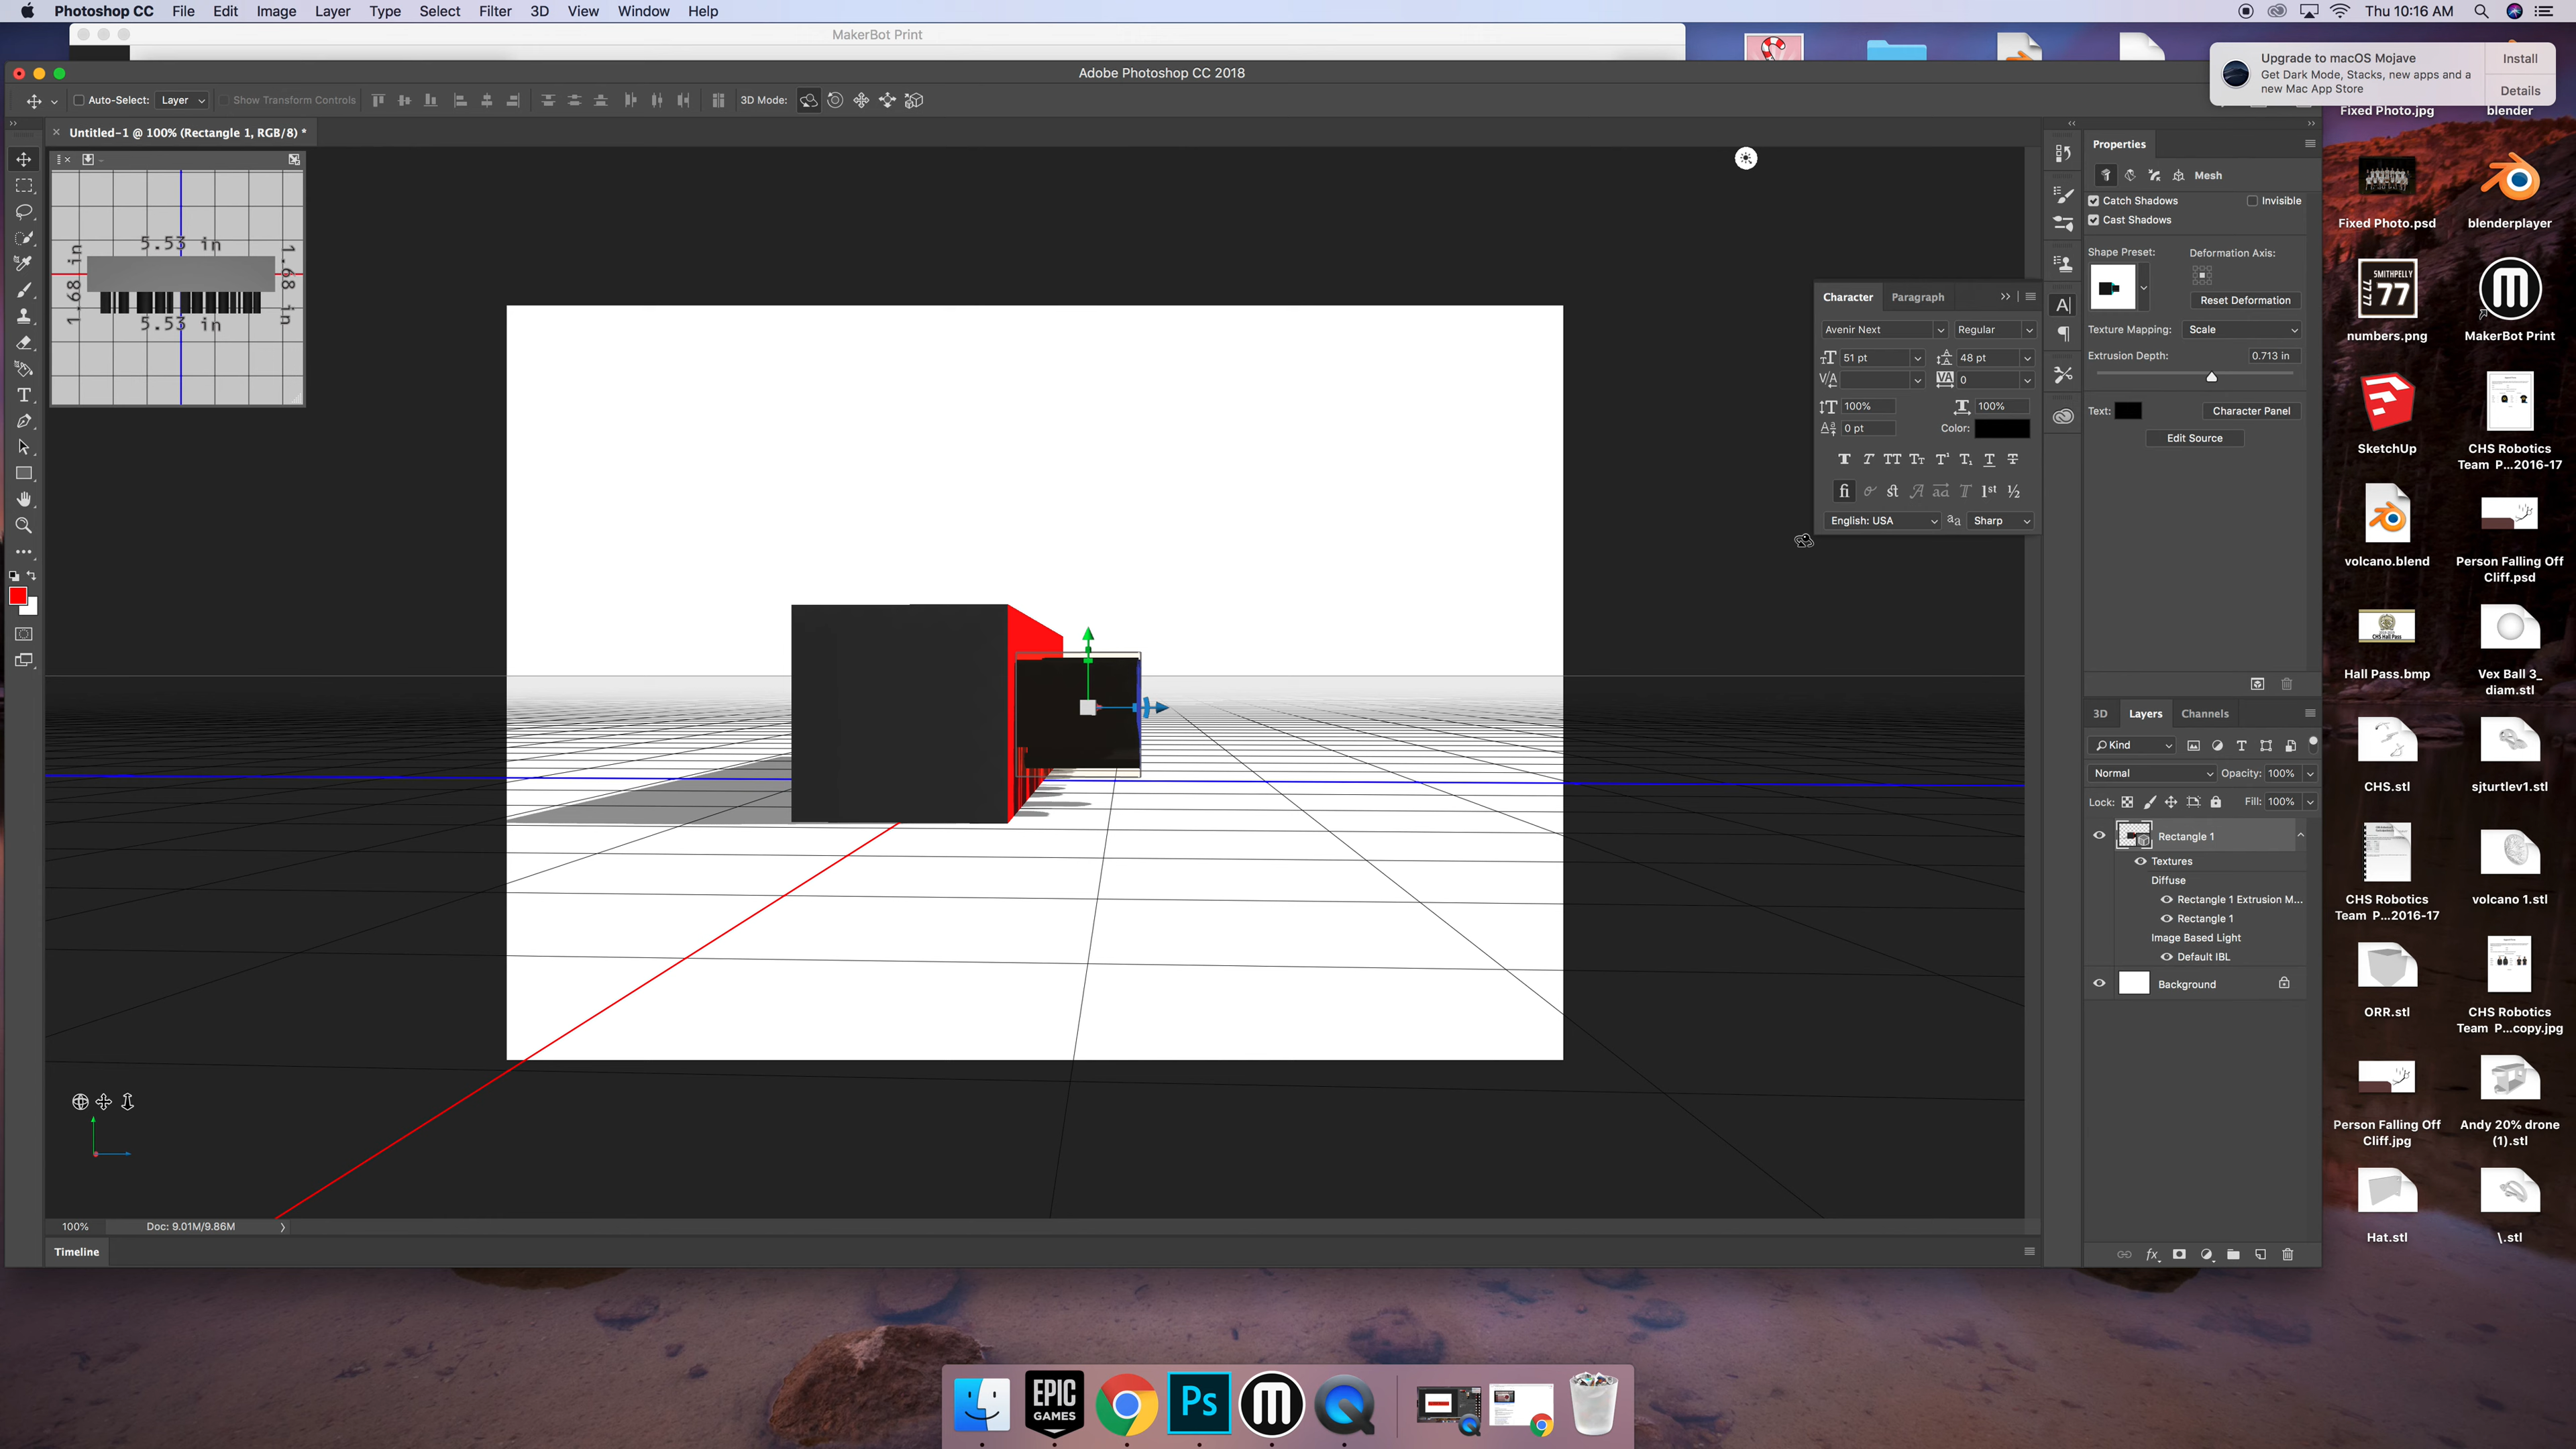 Photoshop CC File Edit Image Layer Type Select Filter 3D View Window Help Thu 10:16 AM
MakerBot Print
Adobe Photoshop CC 2018
Upgrade to macOS Mojave
Get Dark Mode, Stacks, new apps and a
new Mac App Store
Install
Details
Auto-Select: Layer Show Transform Controls 3D Mode:
Untitled-1 @ 100% (Rectangle 1, RGB/8) *
5.53 in
1.68 in
1.68 in
5.53 in
Character Paragraph
Avenir Next Regular
51 pt 48 pt
0
100% 100%
0 pt Color:
1st ½
English: USA aa Sharp
Properties
Mesh
Catch Shadows Invisible
Cast Shadows
Shape Preset: Deformation Axis:
Reset Deformation
Texture Mapping: Scale
Extrusion Depth: 0.713 in
Text: Character Panel
Edit Source
3D Layers Channels
Kind
Normal Opacity: 100%
Lock: Fill: 100%
Rectangle 1
Textures
Diffuse
Rectangle 1 Extrusion M...
Rectangle 1
Image Based Light
Default IBL
Background
100% Doc: 9.01M/9.86M
Timeline
Fixed Photo.jpg blender
Fixed Photo.psd blenderplayer
SMITHPELLY
77
numbers.png MakerBot Print
SketchUp CHS Robotics
Team P...2016-17
volcano.blend Person Falling Off
Cliff.psd
Hall Pass.bmp Vex Ball 3_
diam.stl
CHS.stl sjturtlev1.stl
CHS Robotics
Team P...2016-17 volcano 1.stl
ORR.stl CHS Robotics
Team P...copy.jpg
Person Falling Off
Cliff.jpg Andy 20% drone
(1).stl
Hat.stl \.stl
EPIC
GAMES
Ps